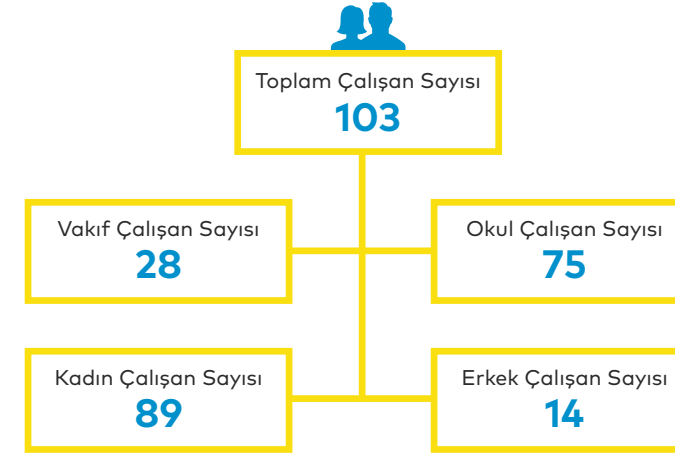 Toplam Çalışan Sayısı
103
Vakıf Çalışan Sayısı
28
Okul Çalışan Sayısı
75
Kadın Çalışan Sayısı
89
Erkek Çalışan Sayısı
14